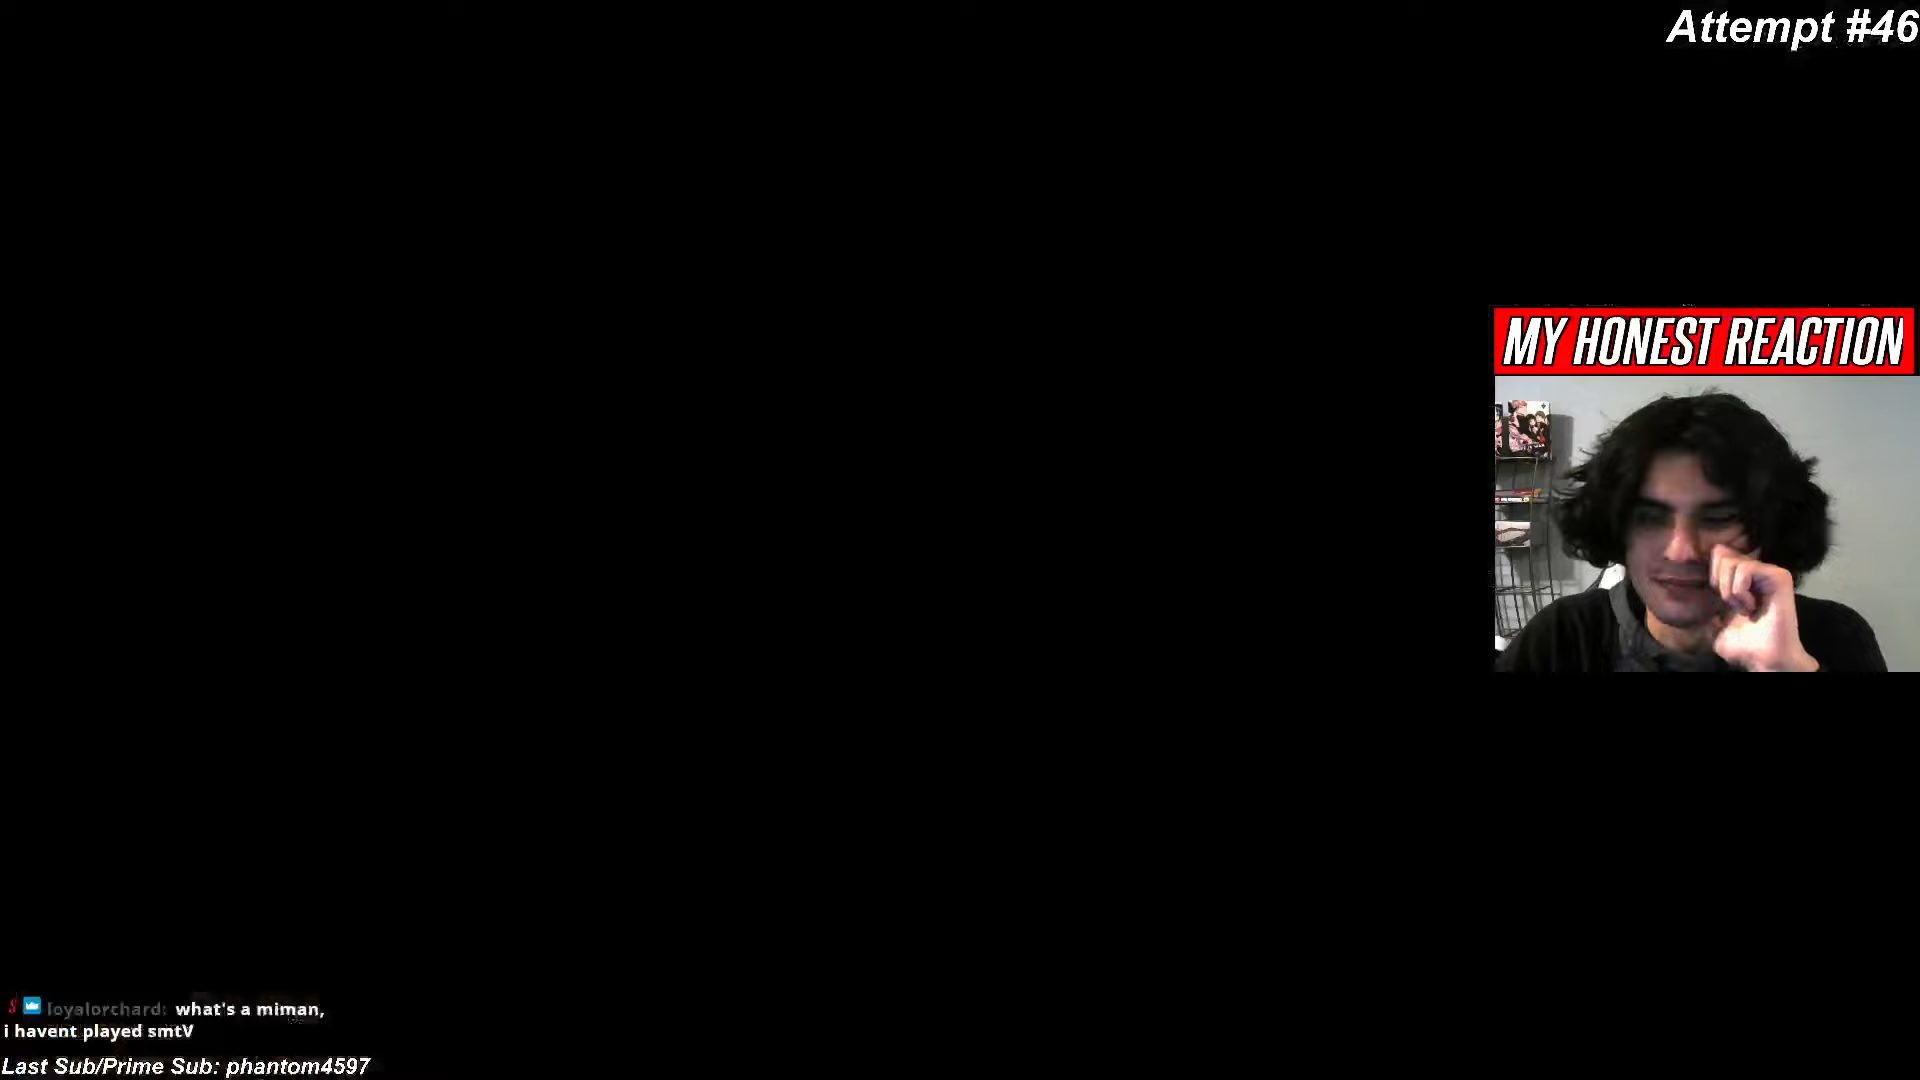 Attempt #46
MY HONEST REACTION
loyalorchard: what's a miman,
i havent played smtV
Last Sub/Prime Sub: phantom4597